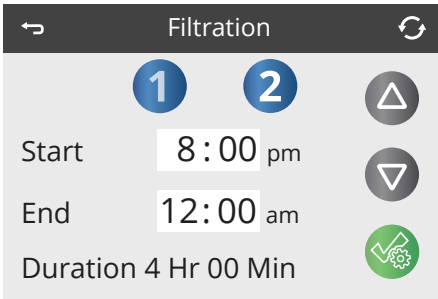 Filtration
1 2
Start 8:00 pm
End 12:00 am
Duration 4 Hr 00 Min